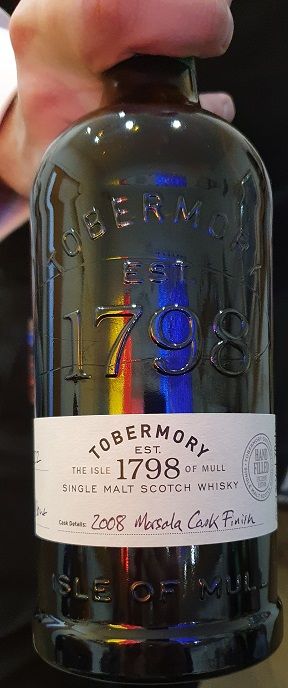 TOBERMORY
EST
1798
TOBERMORY
EST.
THE ISLE 1798 OF MULL
SINGLE MALT SCOTCH WHISKY
Cask Details: 2008 Marsala Cask Finish
HAND
FILLED
ISLE OF MULL